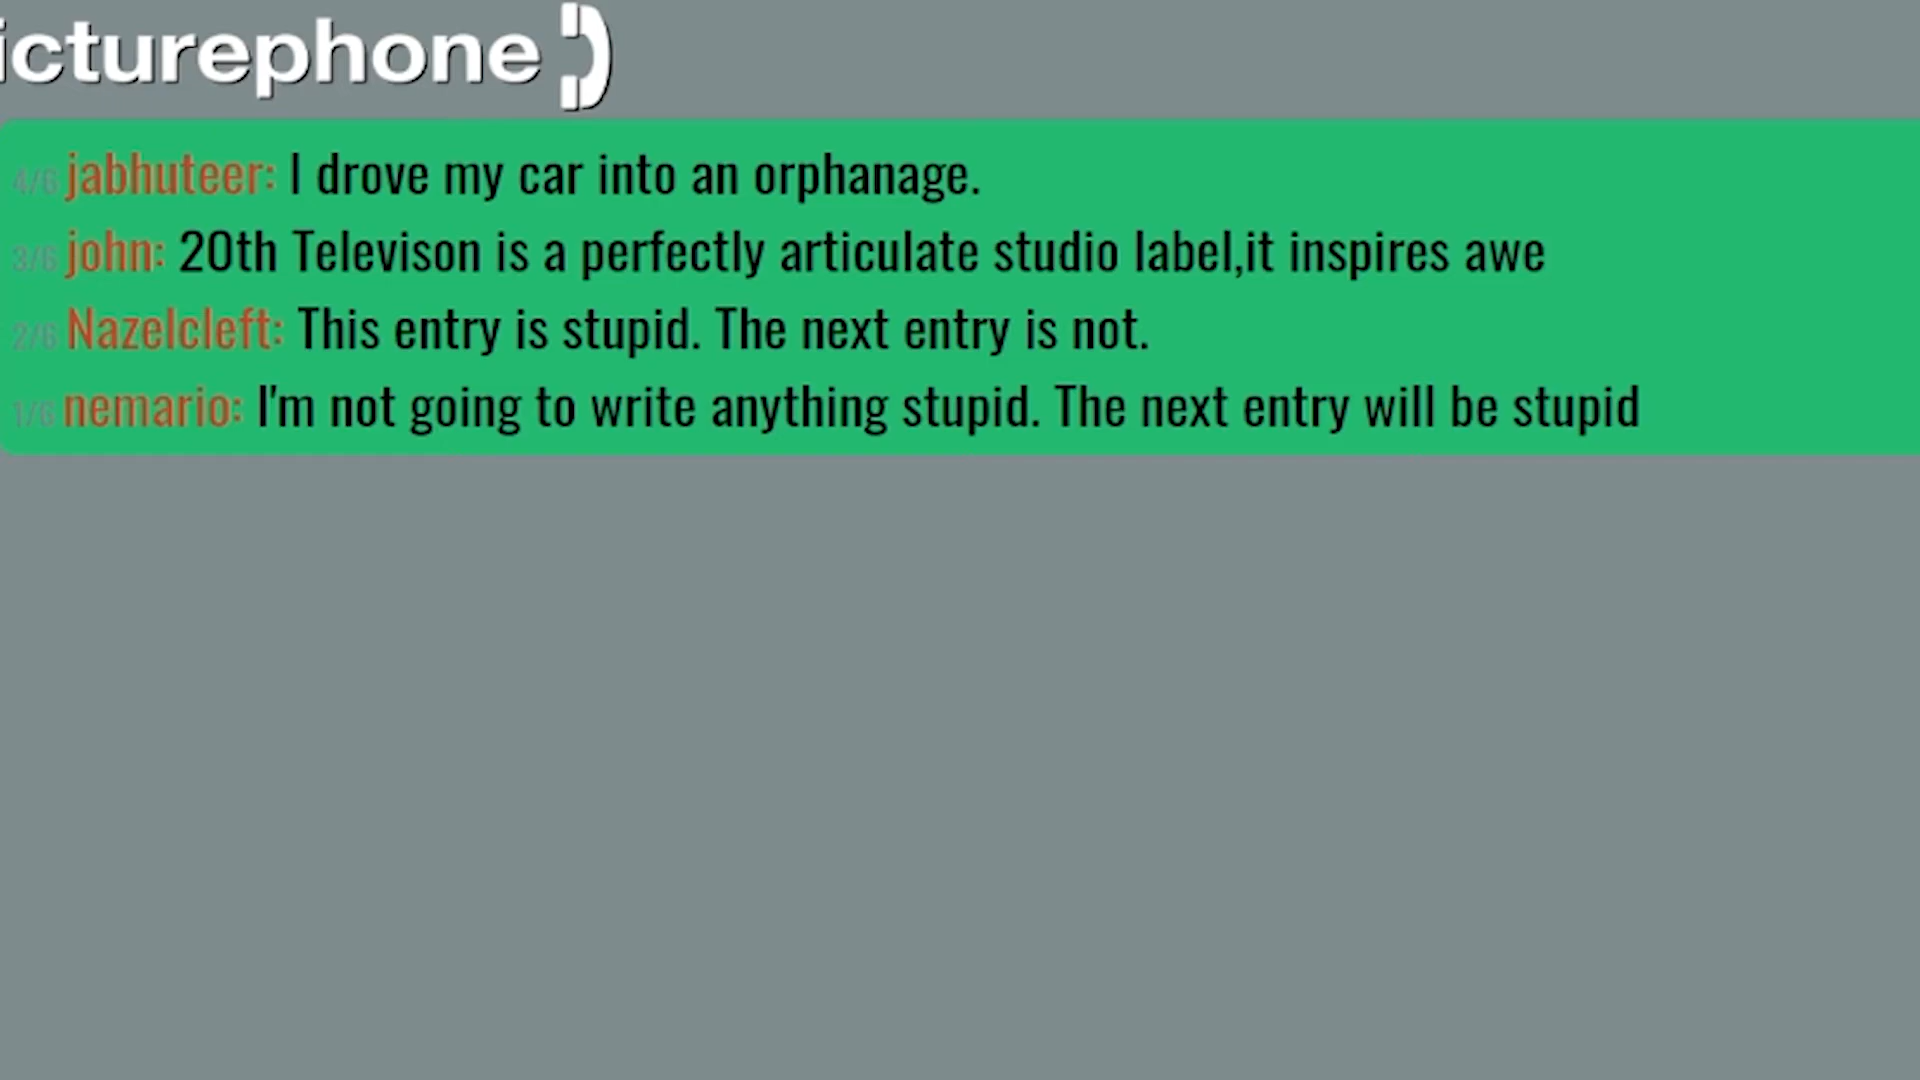 icturephone
4/6 jabhuteer: I drove my car into an orphanage.
3/6 john: 20th Televison is a perfectly articulate studio label,it inspires awe
2/6 Nazelcleft: This entry is stupid. The next entry is not.
1/6 nemario: I'm not going to write anything stupid. The next entry will be stupid